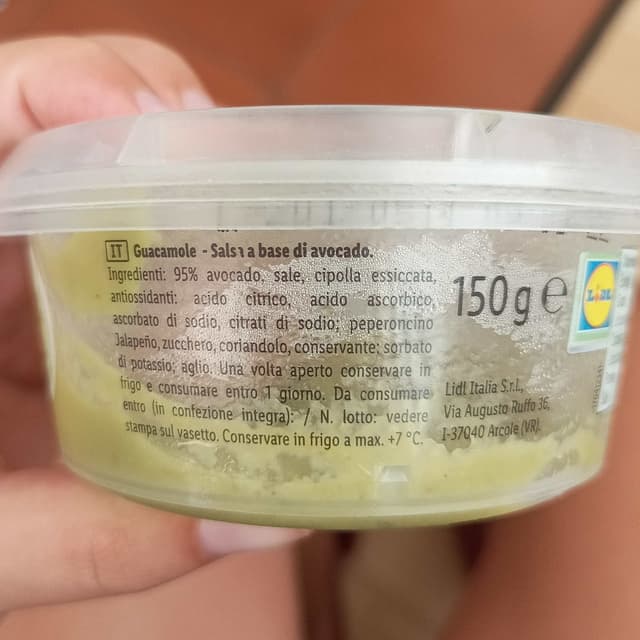 IT Guacamole - Salsa a base di avocado.
Ingredienti: 95% avocado, sale, cipolla essiccata,
antiossidanti: acido citrico, acido ascorbico,
ascorbato di sodio, citrati di sodio; peperoncino
Jalapeño, zucchero, coriandolo, conservante: sorbato
di potassio; aglio. Una volta aperto conservare in
frigo e consumare entro 1 giorno. Da consumare
entro (in confezione integra): / N. lotto: vedere
stampa sul vasetto. Conservare in frigo a max. +7 °C.
150 g e
LIDL
Lidl Italia S.r.l.,
Via Augusto Ruffo 36,
I-37040 Arcole (VR).